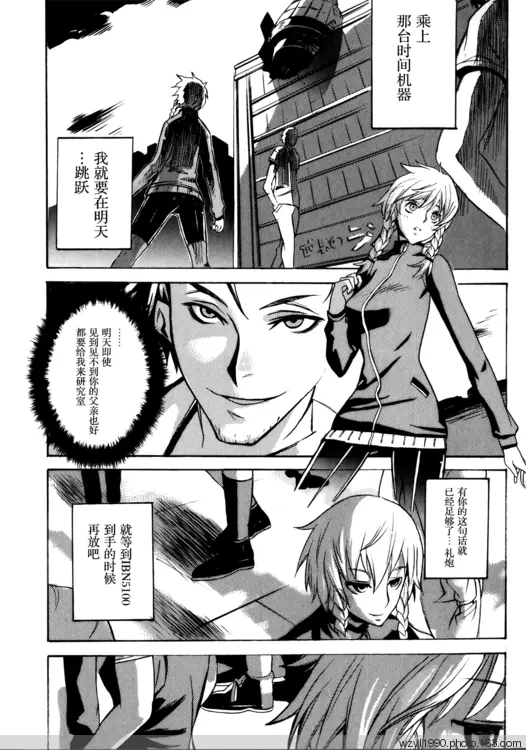 乘上
那台时间机器
我就要在明天
…跳跃
……
明天即使
见到见不到你的父亲也好
都要给我来研究室
有你的这句话就
已经足够了…礼炮
就等到IBN5100
到手的时候
再放吧
wzyll1990.photo.163.com